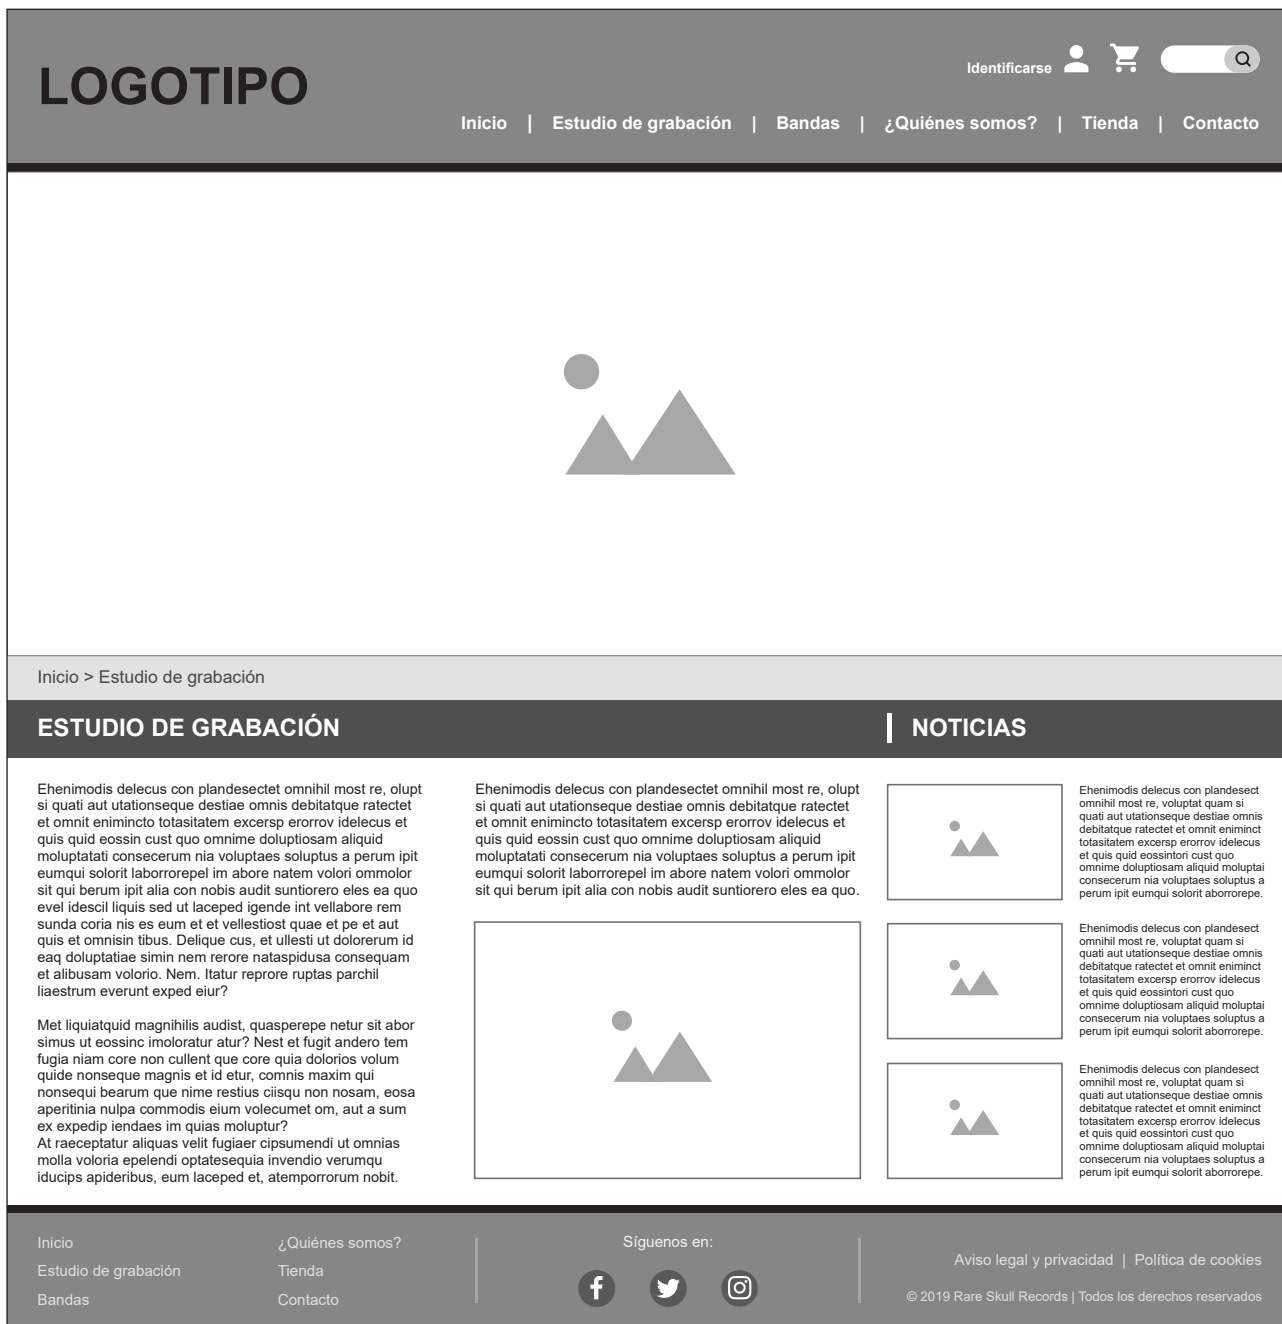 LOGOTIPO
Identificarse
Inicio | Estudio de grabación | Bandas | ¿Quiénes somos? | Tienda | Contacto
Inicio > Estudio de grabación
ESTUDIO DE GRABACIÓN
Ehenimodis delecus con plandesectet omnihil most re, olupt
si quati aut utationseque destiae omnis debitatque ratectet
et omnit enimincto totasitatem excersp erorrov idelecus et
quis quid eossin cust quo omnime doluptiosam aliquid
moluptatati consecerum nia voluptaes soluptus a perum ipit
eumqui solorit laborrorepel im abore natem volori ommolor
sit qui berum ipit alia con nobis audit suntiorero eles ea quo
evel idescil liquis sed ut laceped igende int vellabore rem
sunda coria nis es eum et et vellestiost quae et pe et aut
quis et omnisin tibus. Delique cus, et ullesti ut dolorerum id
eaq doluptatiae simin nem rerore nataspidusa consequam
et alibusam volorio. Nem. Itatur reprore ruptas parchil
liaestrum everunt exped eiur?
Met liquiatquid magnihilis audist, quasperepe netur sit abor
simus ut eossinc imoloratur atur? Nest et fugit andero tem
fugia niam core non cullent que core quia dolorios volum
quide nonseque magnis et id etur, comnis maxim qui
nonsequi bearum que nime restius ciisqu non nosam, eosa
aperitinia nulpa commodis eium volecumet om, aut a sum
ex expedip iendaes im quias moluptur?
At raeceptatur aliquas velit fugiaer cipsumendi ut omnias
molla voloria epelendi optatesequia invendio verumqu
iducips apideribus, eum laceped et, atemporrorum nobit.
Ehenimodis delecus con plandesectet omnihil most re, olupt
si quati aut utationseque destiae omnis debitatque ratectet
et omnit enimincto totasitatem excersp erorrov idelecus et
quis quid eossin cust quo omnime doluptiosam aliquid
moluptatati consecerum nia voluptaes soluptus a perum ipit
eumqui solorit laborrorepel im abore natem volori ommolor
sit qui berum ipit alia con nobis audit suntiorero eles ea quo.
NOTICIAS
Ehenimodis delecus con plandesect
omnihil most re, voluptat quam si
quati aut utationseque destiae omnis
debitatque ratectet et omnit eniminct
totasitatem excersp erorrov idelecus
et quis quid eossintori cust quo
omnime doluptiosam aliquid moluptai
consecerum nia voluptaes soluptus a
perum ipit eumqui solorit aborrorepe.
Ehenimodis delecus con plandesect
omnihil most re, voluptat quam si
quati aut utationseque destiae omnis
debitatque ratectet et omnit eniminct
totasitatem excersp erorrov idelecus
et quis quid eossintori cust quo
omnime doluptiosam aliquid moluptai
consecerum nia voluptaes soluptus a
perum ipit eumqui solorit aborrorepe.
Ehenimodis delecus con plandesect
omnihil most re, voluptat quam si
quati aut utationseque destiae omnis
debitatque ratectet et omnit eniminct
totasitatem excersp erorrov idelecus
et quis quid eossintori cust quo
omnime doluptiosam aliquid moluptai
consecerum nia voluptaes soluptus a
perum ipit eumqui solorit aborrorepe.
Inicio
Estudio de grabación
Bandas
¿Quiénes somos?
Tienda
Contacto
Síguenos en:
Aviso legal y privacidad | Política de cookies
© 2019 Rare Skull Records | Todos los derechos reservados